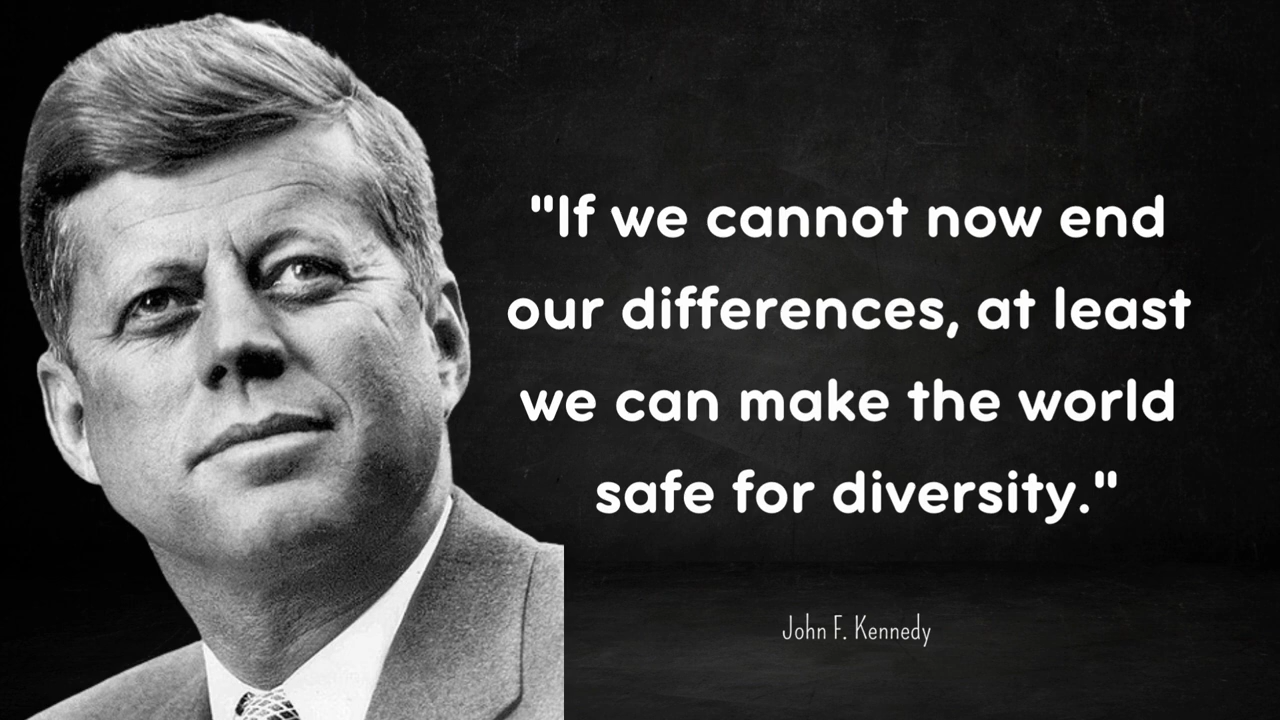 "If we cannot now end
our differences, at least
we can make the world
safe for diversity."
John F. Kennedy